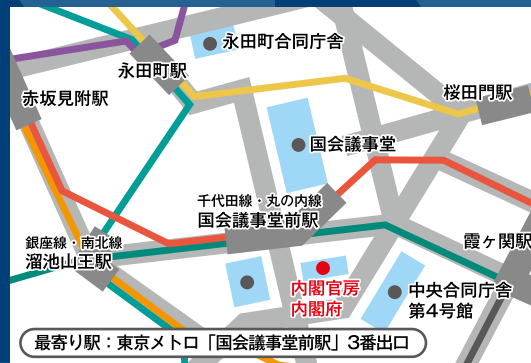 永田町合同庁舎
永田町駅
赤坂見附駅
桜田門駅
国会議事堂
千代田線・丸の内線
国会議事堂前駅
銀座線・南北線
溜池山王駅
霞ヶ関駅
内閣官房
内閣府
中央合同庁舎
第4号館
最寄り駅：東京メトロ「国会議事堂前駅」3番出口